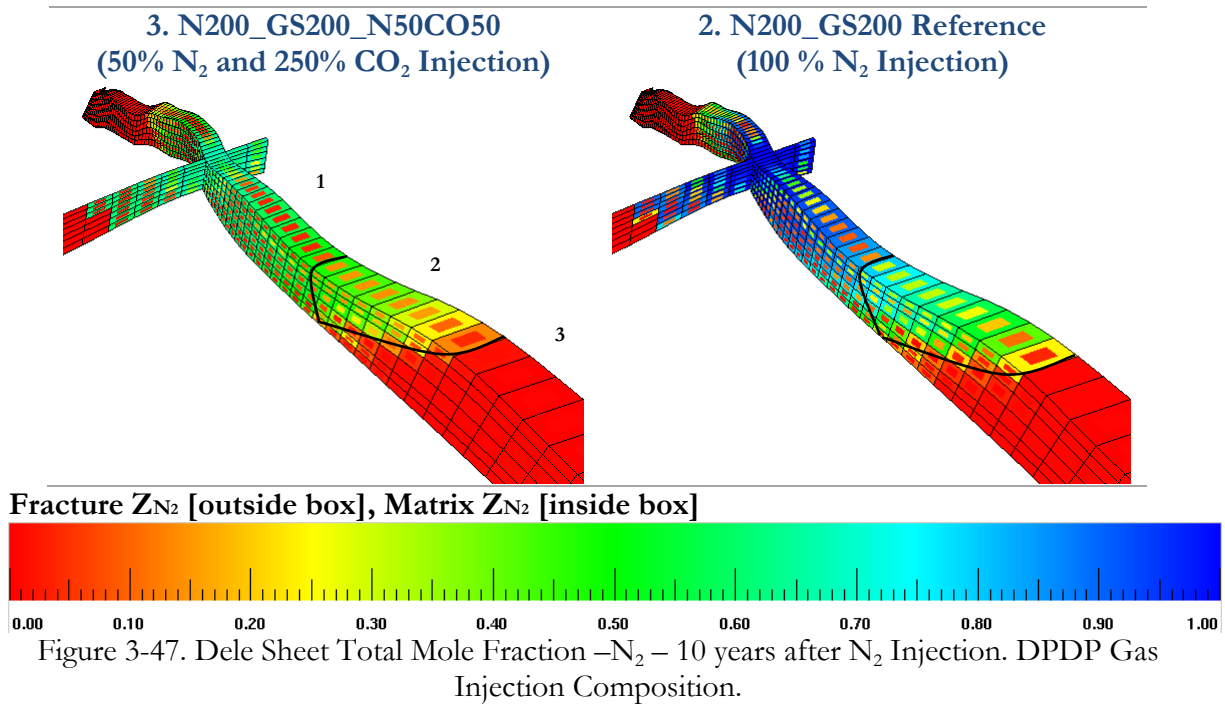 3. N200_GS200_N50CO50
(50% N₂ and 250% CO₂ Injection)
2. N200_GS200 Reference
(100 % N₂ Injection)
1
2
3
Fracture ZN₂ [outside box], Matrix ZN₂ [inside box]
0.00 0.10 0.20 0.30 0.40 0.50 0.60 0.70 0.80 0.90 1.00
Figure 3-47. Dele Sheet Total Mole Fraction –N₂ – 10 years after N₂ Injection. DPDP Gas
Injection Composition.